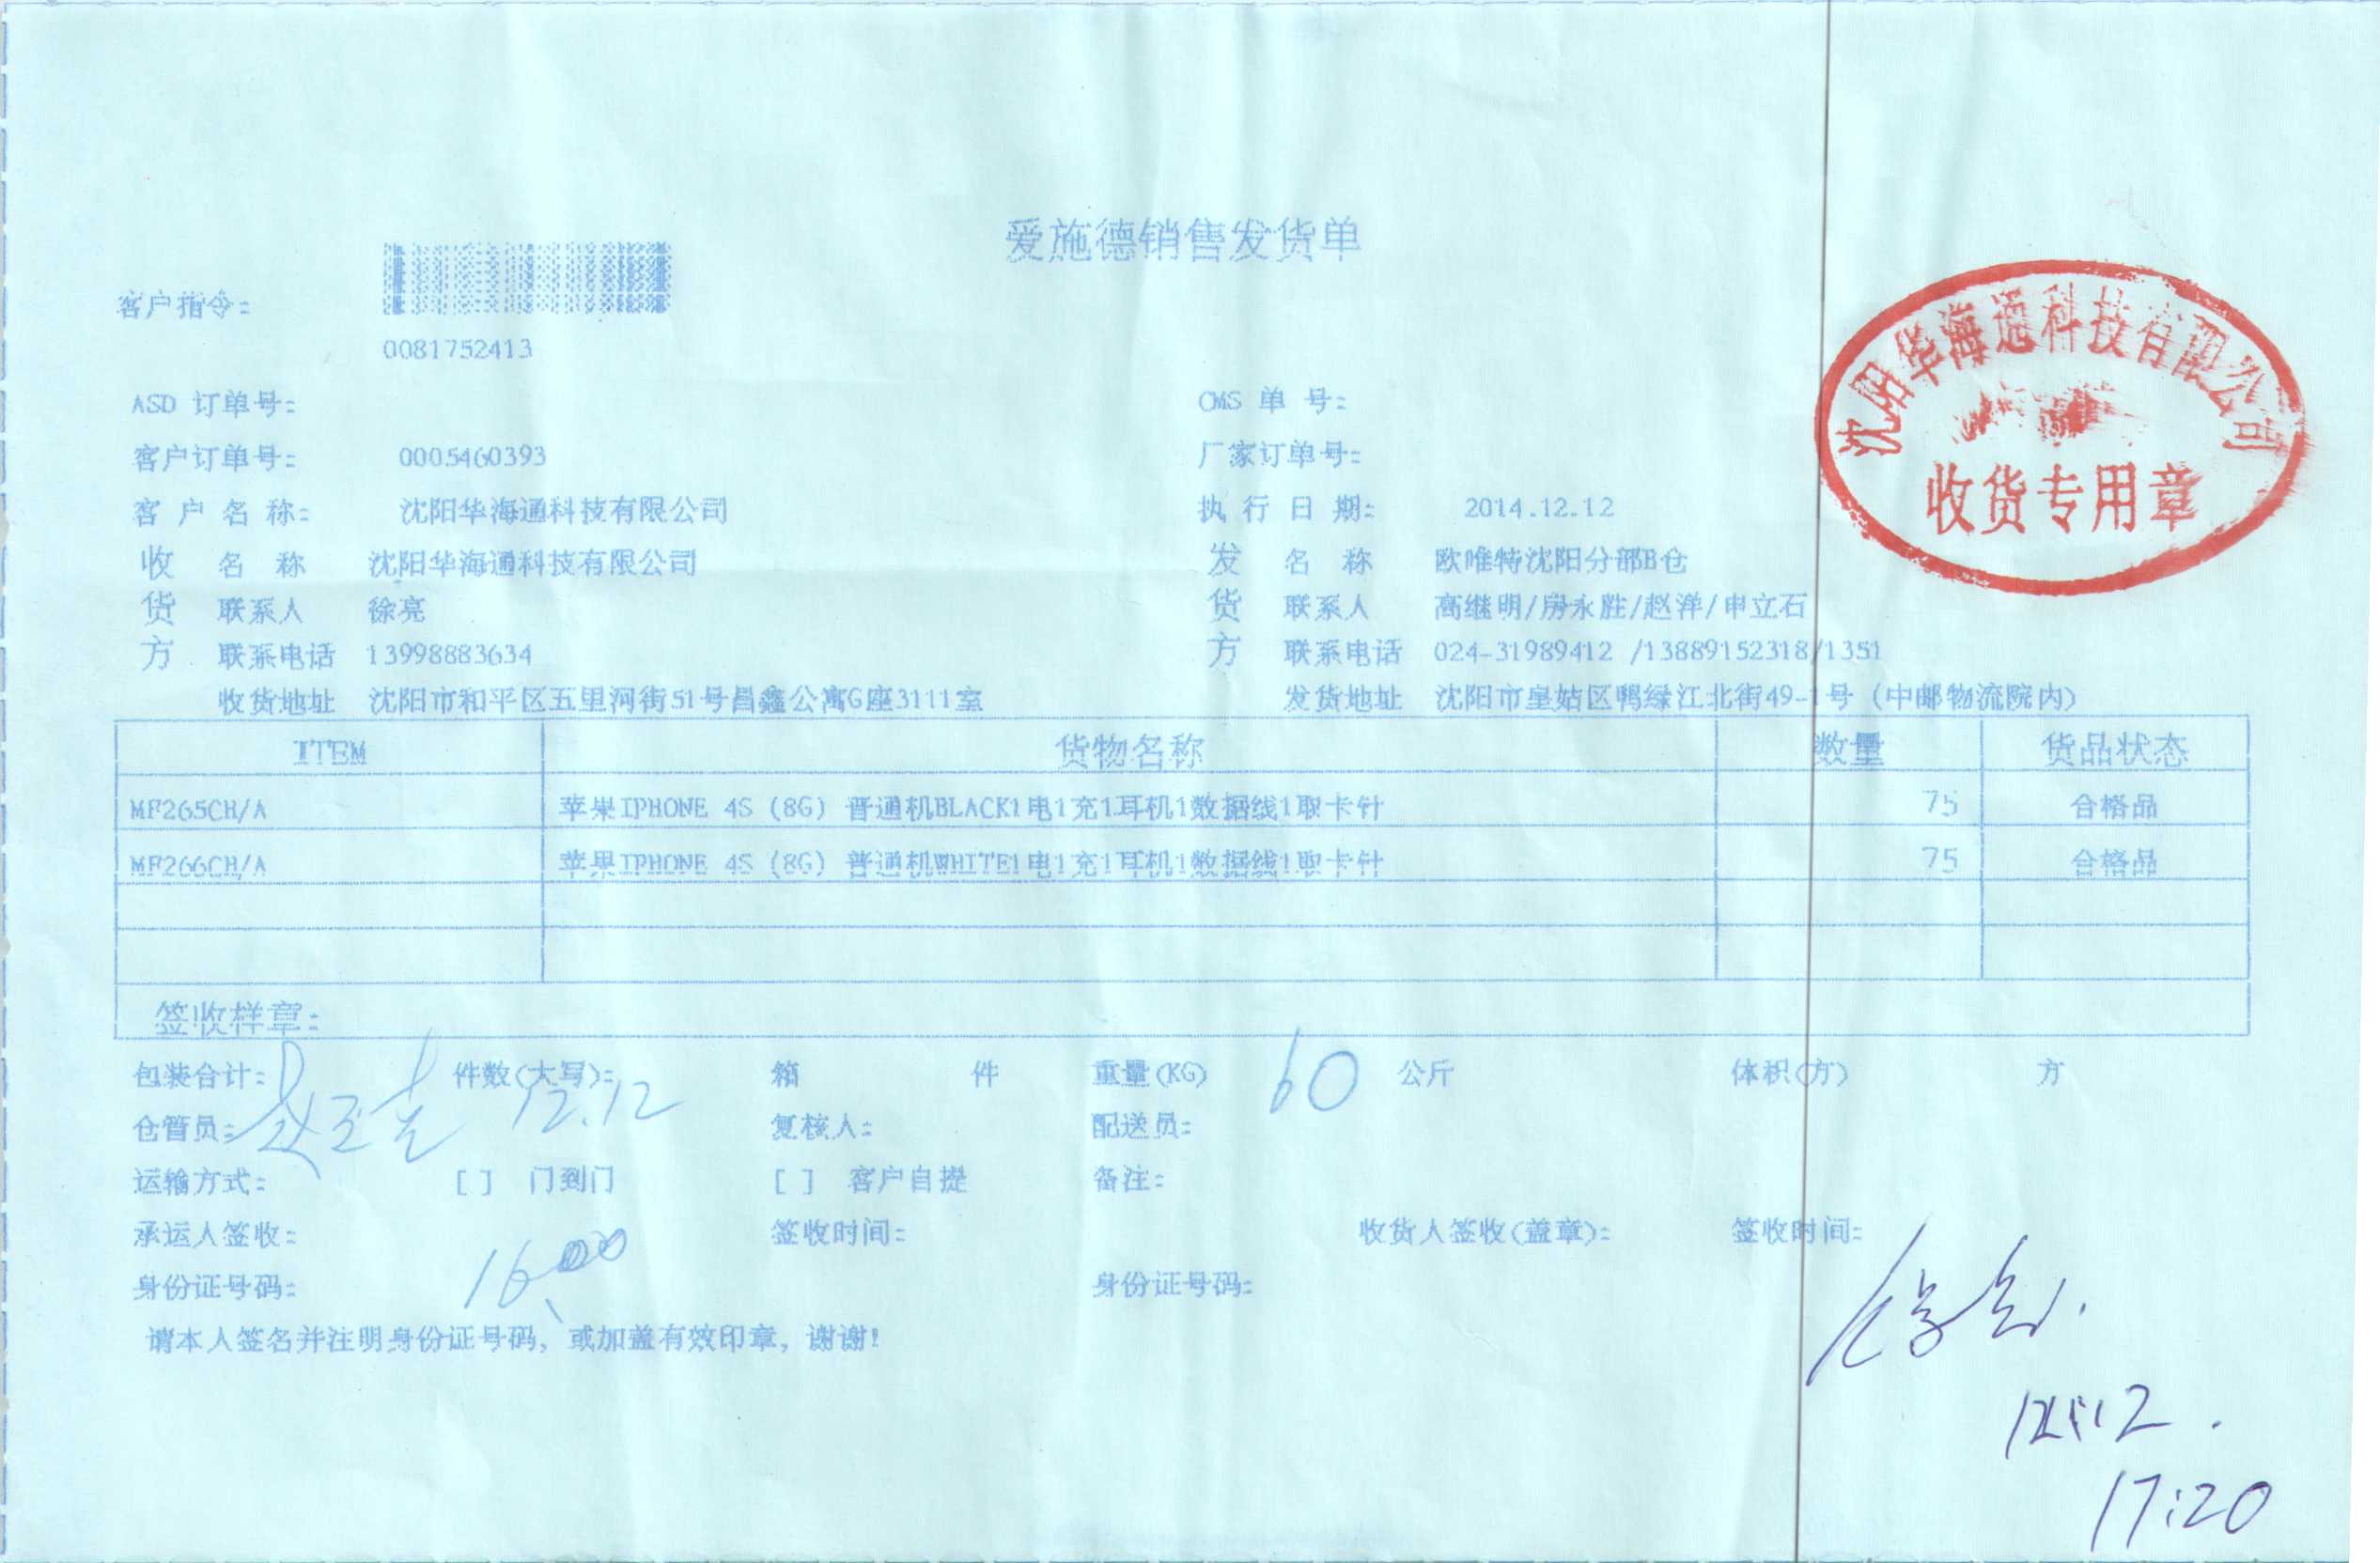 爱施德销售发货单
客户指令:
0081752413
ASD 订单号: CMS 单 号:
客户订单号: 0005460393 厂家订单号:
客 户 名 称: 沈阳华海通科技有限公司 执 行 日 期: 2014.12.12
收 名 称 沈阳华海通科技有限公司 发 名 称 欧唯特沈阳分部B仓
货 联系人 徐亮 货 联系人 高继明/房永胜/赵洋/申立石
方 联系电话 13998883634 方 联系电话 024-31989412 /13889152318/1351
收货地址 沈阳市和平区五里河街51号昌鑫公寓G座3111室 发货地址 沈阳市皇姑区鸭绿江北街49-1号 (中邮物流院内)
沈阳华海通科技有限公司
收货专用章
ITEM 货物名称 数量 货品状态
MF265CH/A 苹果IPHONE 4S (8G) 普通机BLACK1电1充1耳机1数据线1取卡针 75 合格品
MF266CH/A 苹果IPHONE 4S (8G) 普通机WHITE1电1充1耳机1数据线1取卡针 75 合格品
签收样章:
包装合计: 件数(大写): 箱 件 重量(KG) 60 公斤 体积(方) 方
仓管员: 12.12 复核人: 配送员:
运输方式: [ ] 门到门 [ ] 客户自提 备注:
承运人签收: 签收时间: 收货人签收(盖章): 签收时间:
16:00
身份证号码: 身份证号码:
请本人签名并注明身份证号码, 或加盖有效印章, 谢谢!
徐亮
12.12
17:20